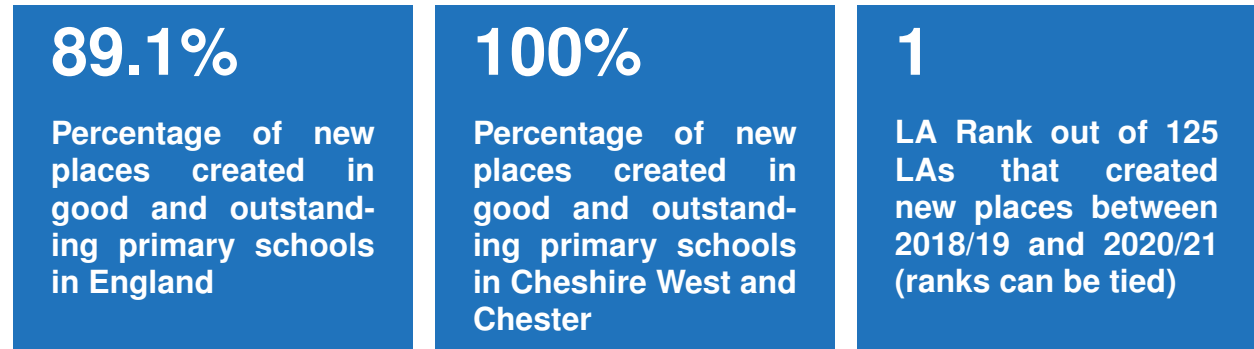 89.1%
Percentage of new
places created in
good and outstand-
ing primary schools
in England
100%
Percentage of new
places created in
good and outstand-
ing primary schools
in Cheshire West and
Chester
1
LA Rank out of 125
LAs that created
new places between
2018/19 and 2020/21
(ranks can be tied)